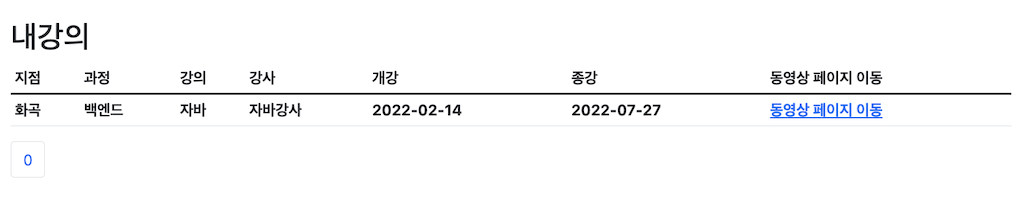 내강의
지점 과정 강의 강사 개강 종강 동영상 페이지 이동
화곡 백엔드 자바 자바강사 2022-02-14 2022-07-27 동영상 페이지 이동
0